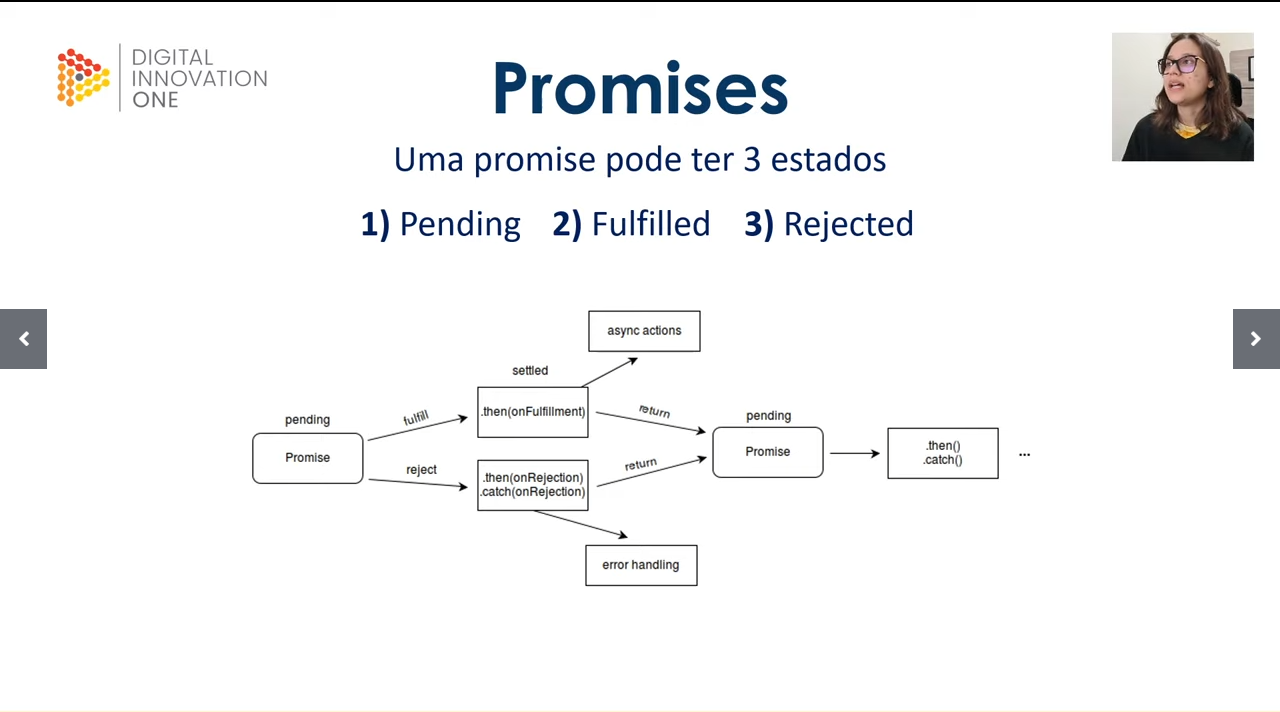 DIGITAL
INNOVATION
ONE
Promises
Uma promise pode ter 3 estados
1) Pending 2) Fulfilled 3) Rejected
async actions
settled
.then(onFulfillment)
return
pending
fulfill
pending
Promise
Promise
.then()
.catch()
...
reject
return
.then(onRejection)
.catch(onRejection)
error handling